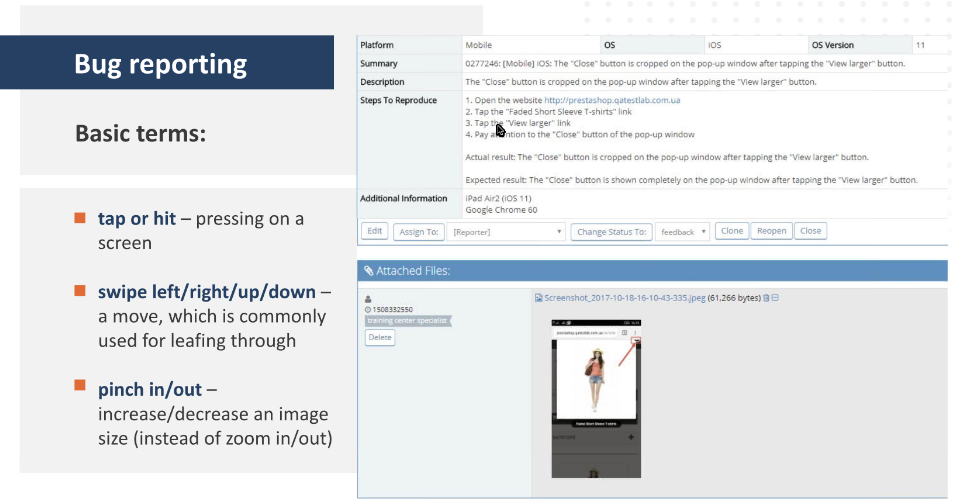 Bug reporting
Basic terms:
tap or hit – pressing on a
screen
swipe left/right/up/down –
a move, which is commonly
used for leafing through
pinch in/out –
increase/decrease an image
size (instead of zoom in/out)
Platform Mobile OS iOS OS Version 11
Summary 0277246: [Mobile] iOS: The "Close" button is cropped on the pop-up window after tapping the "View larger" button.
Description The "Close" button is cropped on the pop-up window after tapping the "View larger" button.
Steps To Reproduce 1. Open the website http://prestashop.qatestlab.com.ua
2. Tap the "Faded Short Sleeve T-shirts" link
3. Tap the "View larger" link
4. Pay attention to the "Close" button of the pop-up window
Actual result: The "Close" button is cropped on the pop-up window after tapping the "View larger" button.
Expected result: The "Close" button is shown completely on the pop-up window after tapping the "View larger" button.
Additional Information iPad Air2 (iOS 11)
Google Chrome 60
Edit Assign To: [Reporter] Change Status To: feedback Clone Reopen Close
Attached Files:
1508332550
training center specialist
Delete
Screenshot_2017-10-18-16-10-43-335.jpeg (61,266 bytes)
Faded Short Sleeve T-shirts